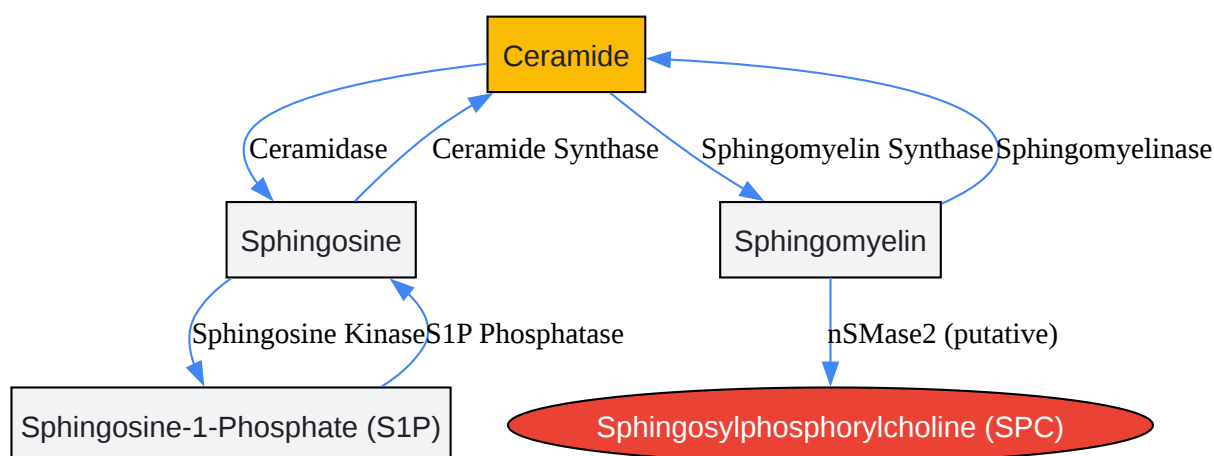 Ceramide
Ceramidase
Ceramide Synthase
Sphingomyelin Synthase
Sphingomyelinase
Sphingosine
Sphingomyelin
Sphingosine Kinase
S1P Phosphatase
nSMase2 (putative)
Sphingosine-1-Phosphate (S1P)
Sphingosylphosphorylcholine (SPC)